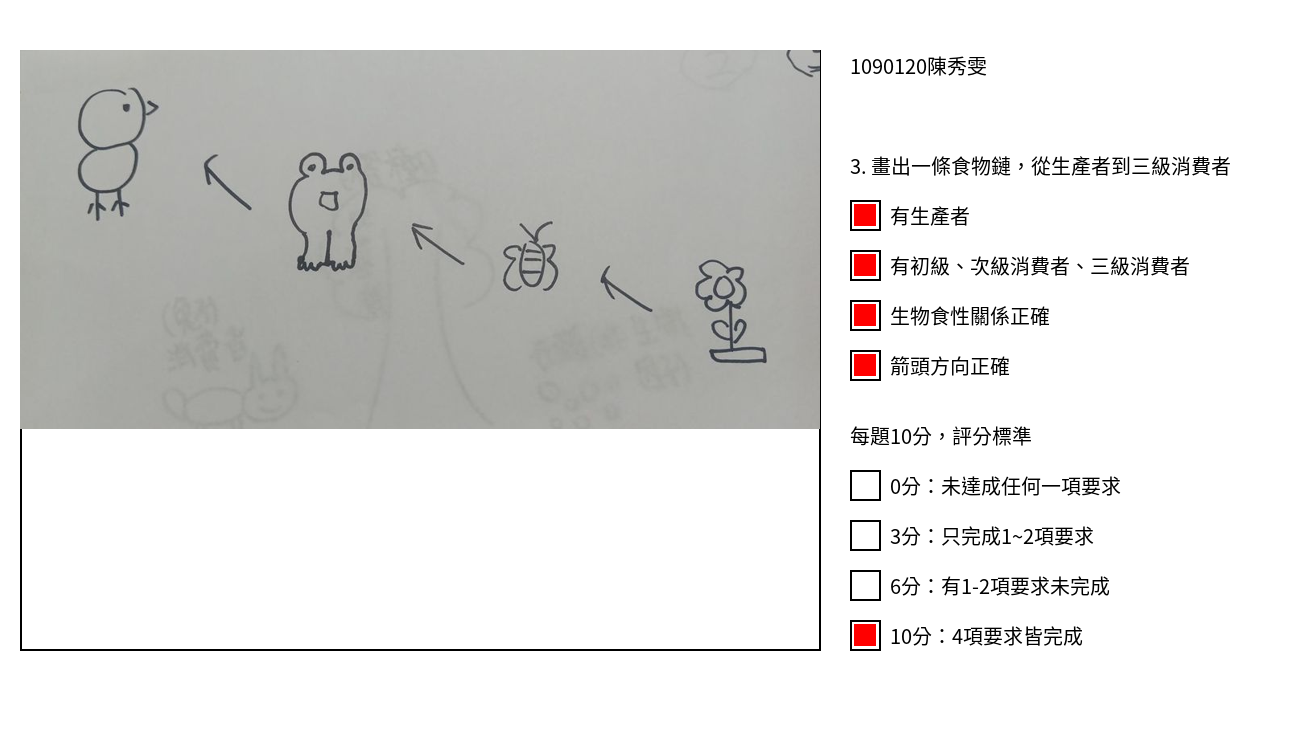 1090120陳秀雯
3. 畫出一條食物鏈，從生產者到三級消費者
有生產者
有初級、次級消費者、三級消費者
生物食性關係正確
箭頭方向正確
每題10分，評分標準
0分：未達成任何一項要求
3分：只完成1~2項要求
6分：有1-2項要求未完成
10分：4項要求皆完成